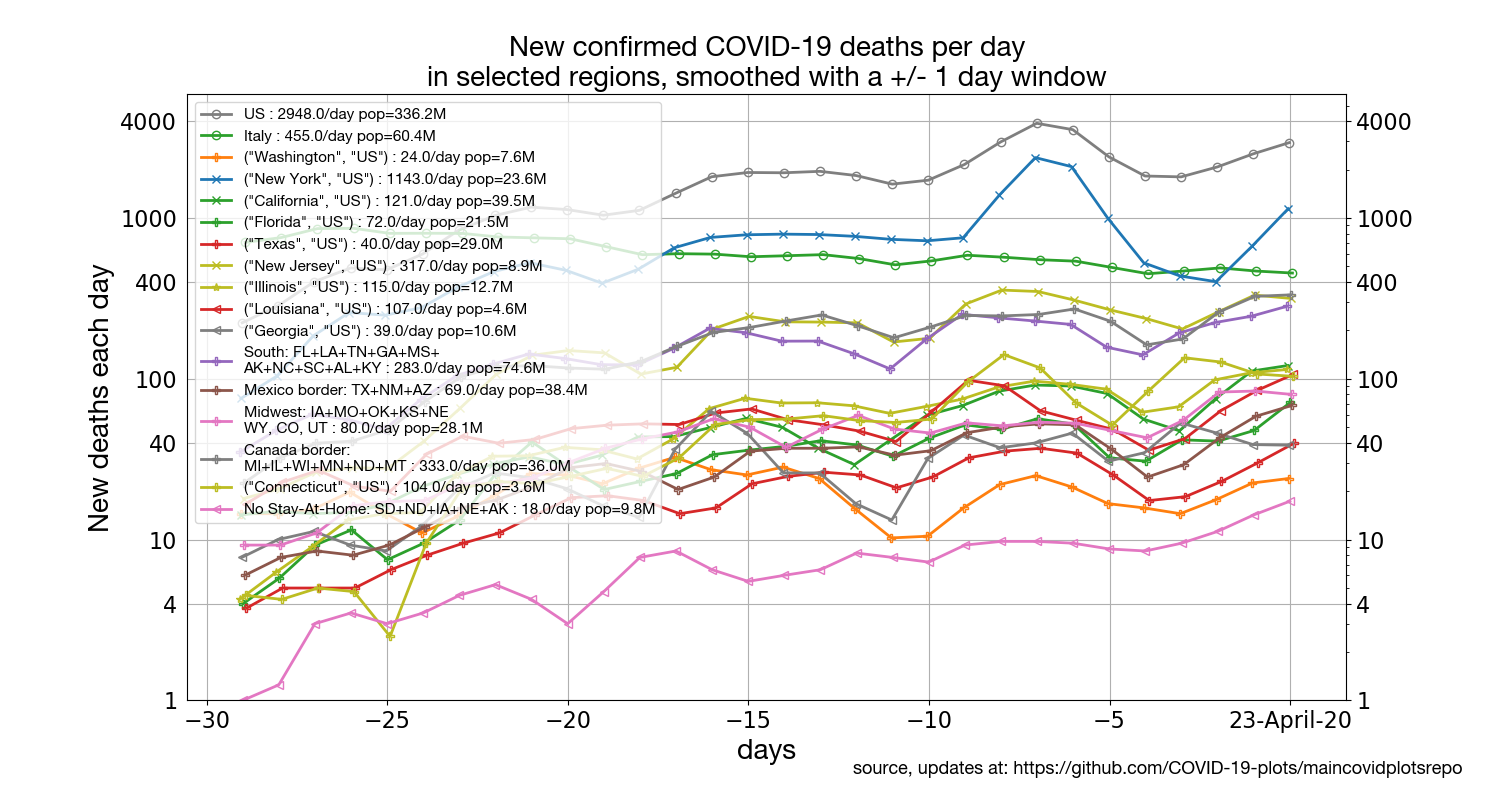 New confirmed COVID-19 deaths per day
in selected regions, smoothed with a +/- 1 day window
New deaths each day
4000
1000
400
100
40
10
4
1
US : 2948.0/day pop=336.2M
Italy : 455.0/day pop=60.4M
("Washington", "US") : 24.0/day pop=7.6M
("New York", "US") : 1143.0/day pop=23.6M
("California", "US") : 121.0/day pop=39.5M
("Florida", "US") : 72.0/day pop=21.5M
("Texas", "US") : 40.0/day pop=29.0M
("New Jersey", "US") : 317.0/day pop=8.9M
("Illinois", "US") : 115.0/day pop=12.7M
("Louisiana", "US") : 107.0/day pop=4.6M
("Georgia", "US") : 39.0/day pop=10.6M
South: FL+LA+TN+GA+MS+
AK+NC+SC+AL+KY : 283.0/day pop=74.6M
Mexico border: TX+NM+AZ : 69.0/day pop=38.4M
Midwest: IA+MO+OK+KS+NE
WY, CO, UT : 80.0/day pop=28.1M
Canada border:
MI+IL+WI+MN+ND+MT : 333.0/day pop=36.0M
("Connecticut", "US") : 104.0/day pop=3.6M
No Stay-At-Home: SD+ND+IA+NE+AK : 18.0/day pop=9.8M
4000
1000
400
100
40
10
4
1
−30 −25 −20 −15 −10 −5 23-April-20
days
source, updates at: https://github.com/COVID-19-plots/maincovidplotsrepo